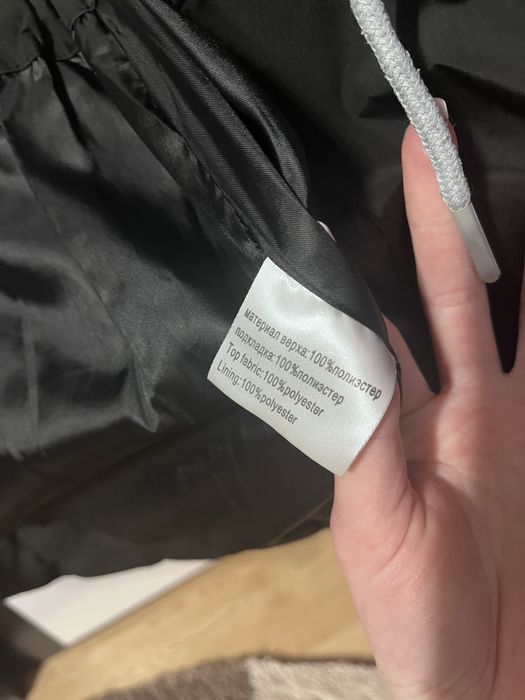 материал верха:100%полиэстер
подкладка:100%полиэстер
Top fabric:100%polyester
Lining:100%polyester